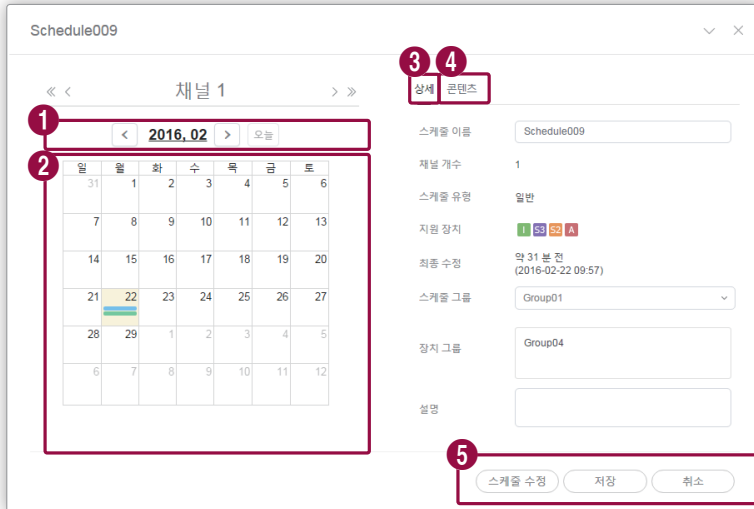 Schedule009
채널 1
2016, 02
오늘
일 월 화 수 목 금 토
31 1 2 3 4 5 6
7 8 9 10 11 12 13
14 15 16 17 18 19 20
21 22 23 24 25 26 27
28 29 1 2 3 4 5
6 7 8 9 10 11 12
1
2
3 4
상세 콘텐츠
스케줄 이름 Schedule009
채널 개수 1
스케줄 유형 일반
지원 장치 I S3 S2 A
최종 수정 약 31 분 전
(2016-02-22 09:57)
스케줄 그룹 Group01
장치 그룹 Group04
설명
5
스케줄 수정 저장 취소